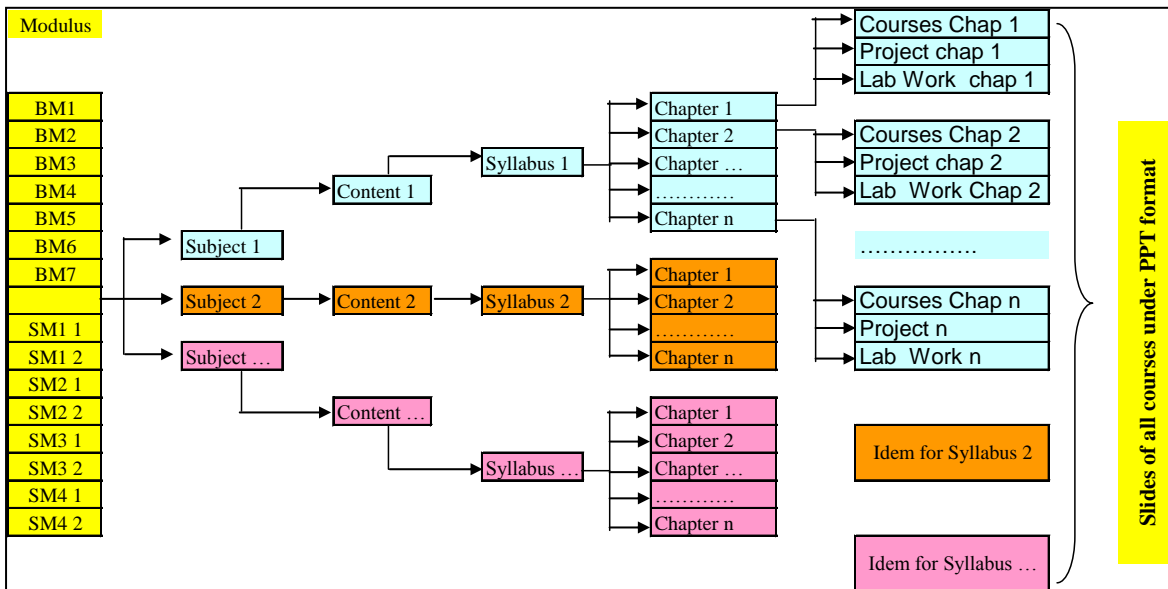 Modulus
BM1
BM2
BM3
BM4
BM5
BM6
BM7
SM1 1
SM1 2
SM2 1
SM2 2
SM3 1
SM3 2
SM4 1
SM4 2
Subject 1
Subject 2
Subject …
Content 1
Content 2
Content …
Syllabus 1
Syllabus 2
Syllabus …
Chapter 1
Chapter 2
Chapter …
…………
Chapter n
Chapter 1
Chapter 2
…………
Chapter n
Chapter 1
Chapter 2
Chapter …
…………
Chapter n
Courses Chap 1
Project chap 1
Lab Work chap 1
Courses Chap 2
Project chap 2
Lab Work Chap 2
……………
Courses Chap n
Project n
Lab Work n
Idem for Syllabus 2
Idem for Syllabus …
Slides of all courses under PPT format